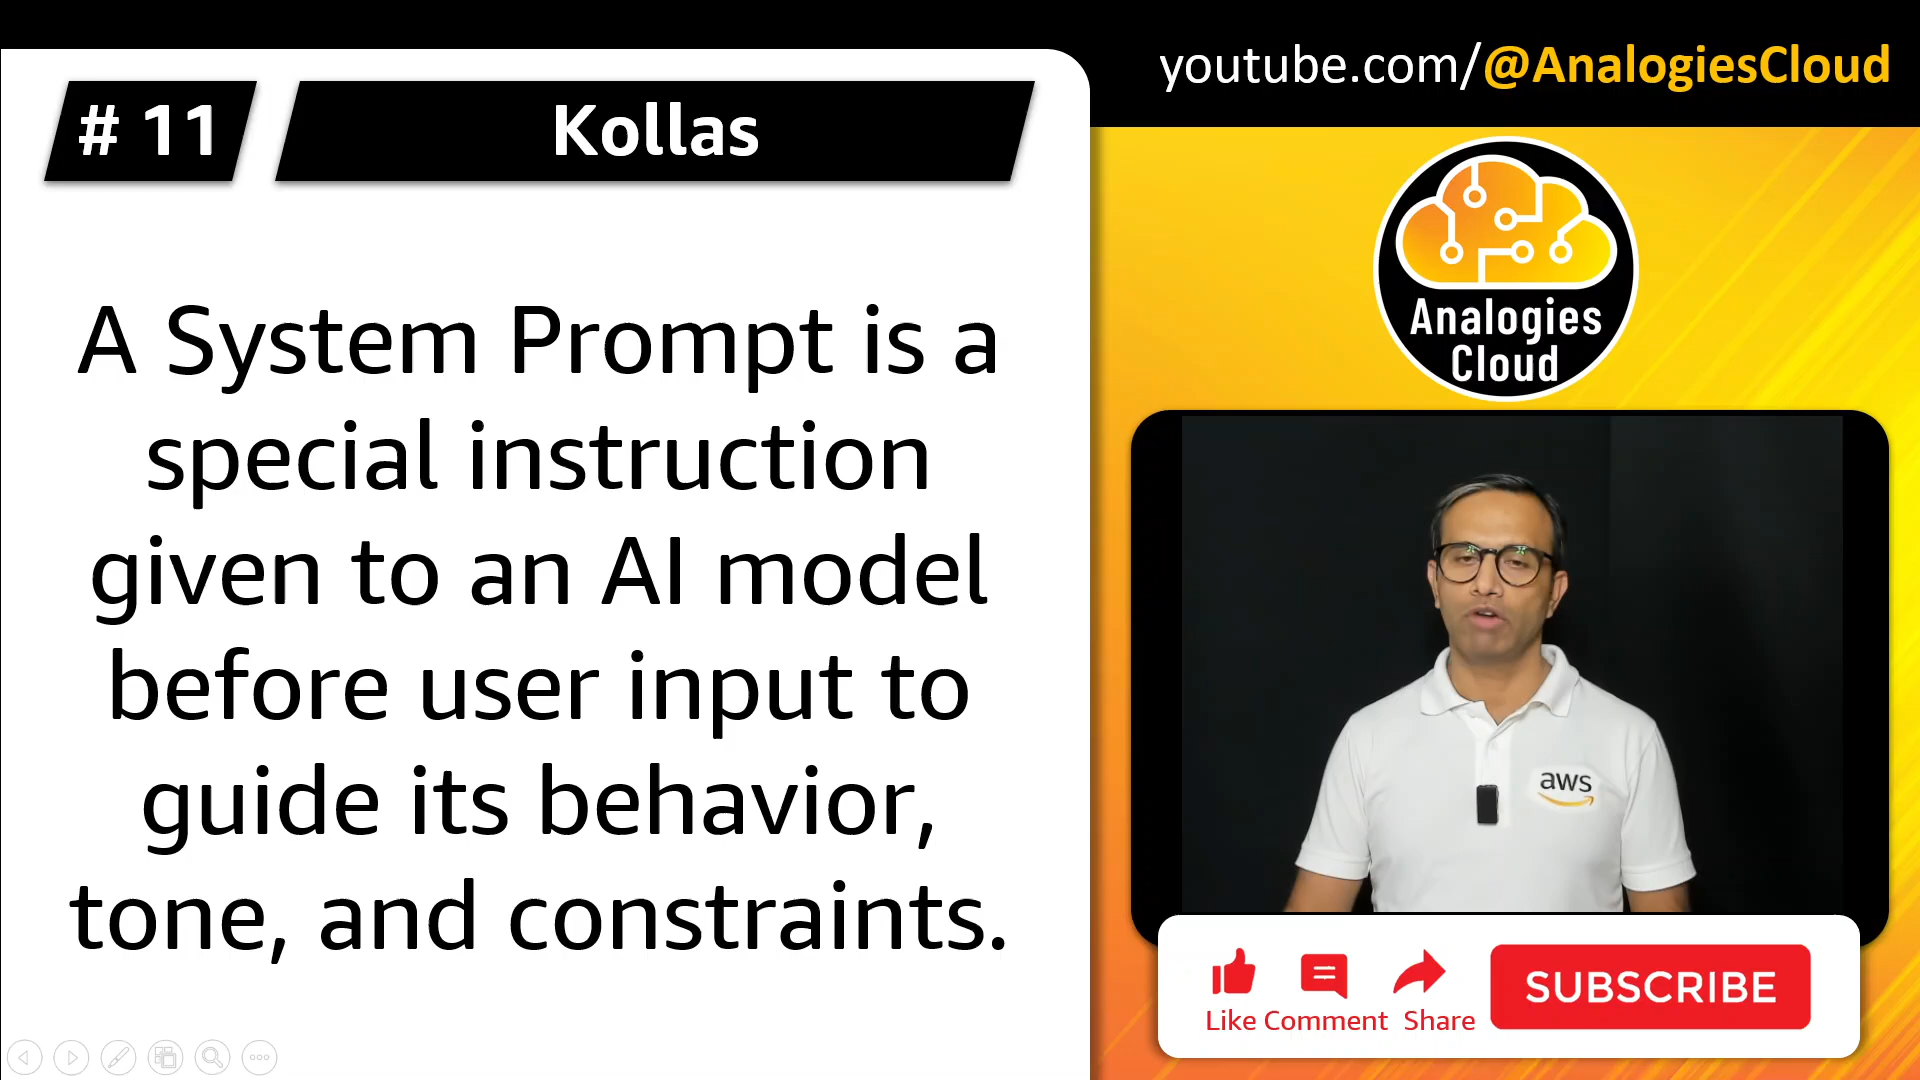 youtube.com/@AnalogiesCloud
# 11
Kollas
A System Prompt is a
special instruction
given to an AI model
before user input to
guide its behavior,
tone, and constraints.
Analogies
Cloud
aws
Like Comment Share
SUBSCRIBE